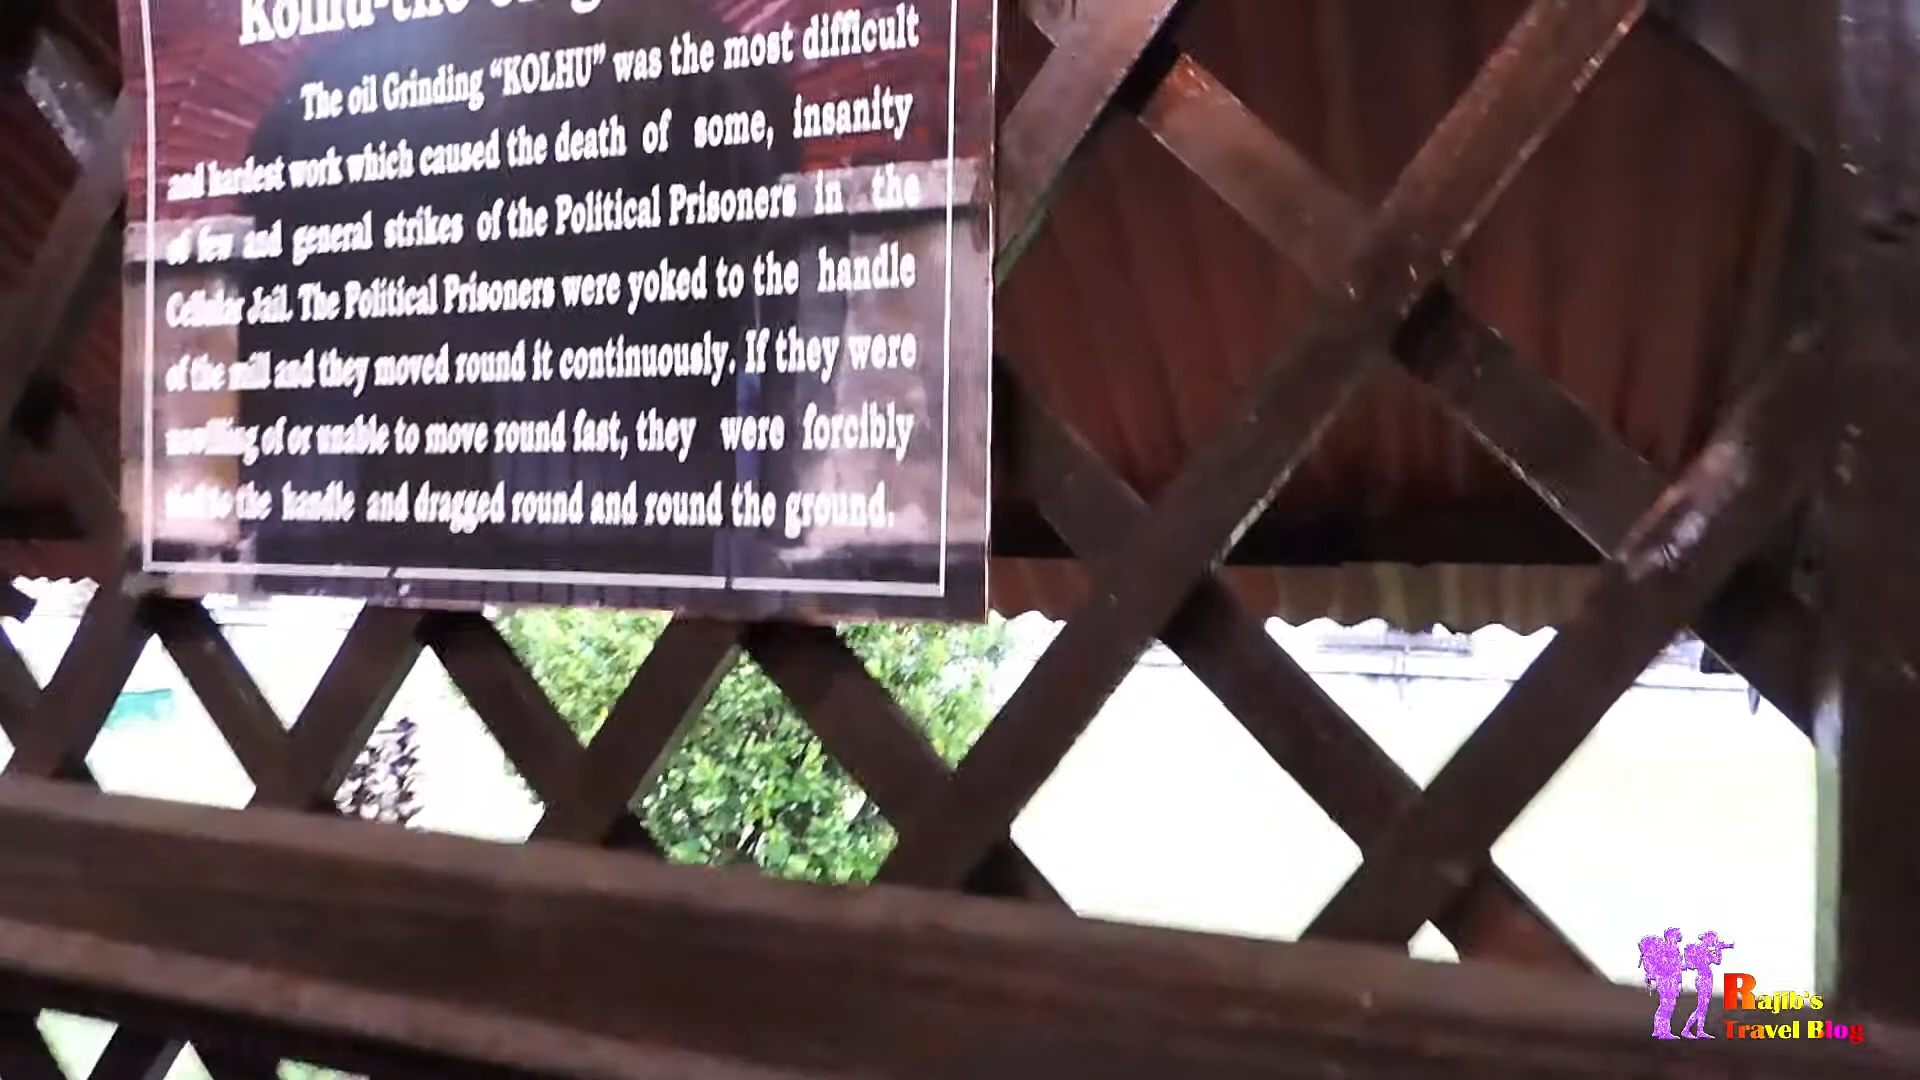 Kolhu-the
The oil Grinding “KOLHU” was the most difficult
and hardest work which caused the death of some, insanity
of few and general strikes of the Political Prisoners in the
Cellular Jail. The Political Prisoners were yoked to the handle
of the mill and they moved round it continuously. If they were
of or unable to move round fast, they were forcibly
tied to the handle and dragged round and round the ground.
Rajib's
Travel Blog